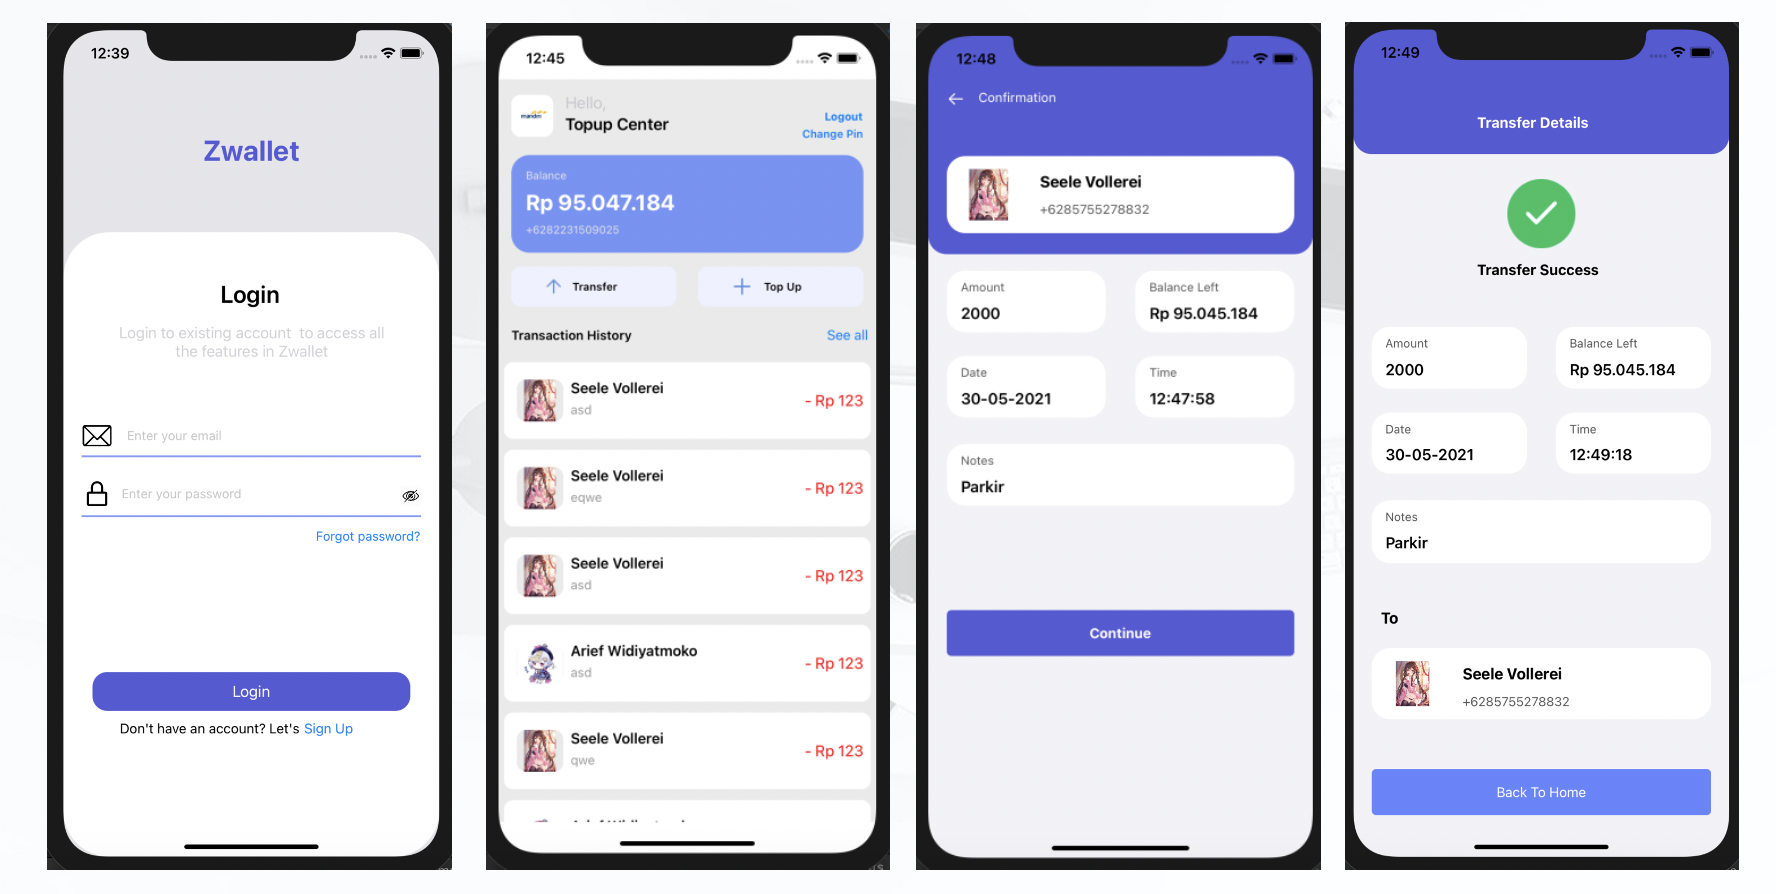 12:39
Zwallet
Login
Login to existing account  to access all
the features in Zwallet
Enter your email
Enter your password
Forgot password?
Login
Don't have an account? Let's Sign Up
12:45
mandiri
Hello,
Topup Center
Logout
Change Pin
Balance
Rp 95.047.184
+6282231509025
Transfer
Top Up
Transaction History
See all
Seele Vollerei
asd
- Rp 123
Seele Vollerei
eqwe
- Rp 123
Seele Vollerei
asd
- Rp 123
Arief Widiyatmoko
asd
- Rp 123
Seele Vollerei
qwe
- Rp 123
12:48
Confirmation
Seele Vollerei
+6285755278832
Amount
2000
Balance Left
Rp 95.045.184
Date
30-05-2021
Time
12:47:58
Notes
Parkir
Continue
12:49
Transfer Details
Transfer Success
Amount
2000
Balance Left
Rp 95.045.184
Date
30-05-2021
Time
12:49:18
Notes
Parkir
To
Seele Vollerei
+6285755278832
Back To Home